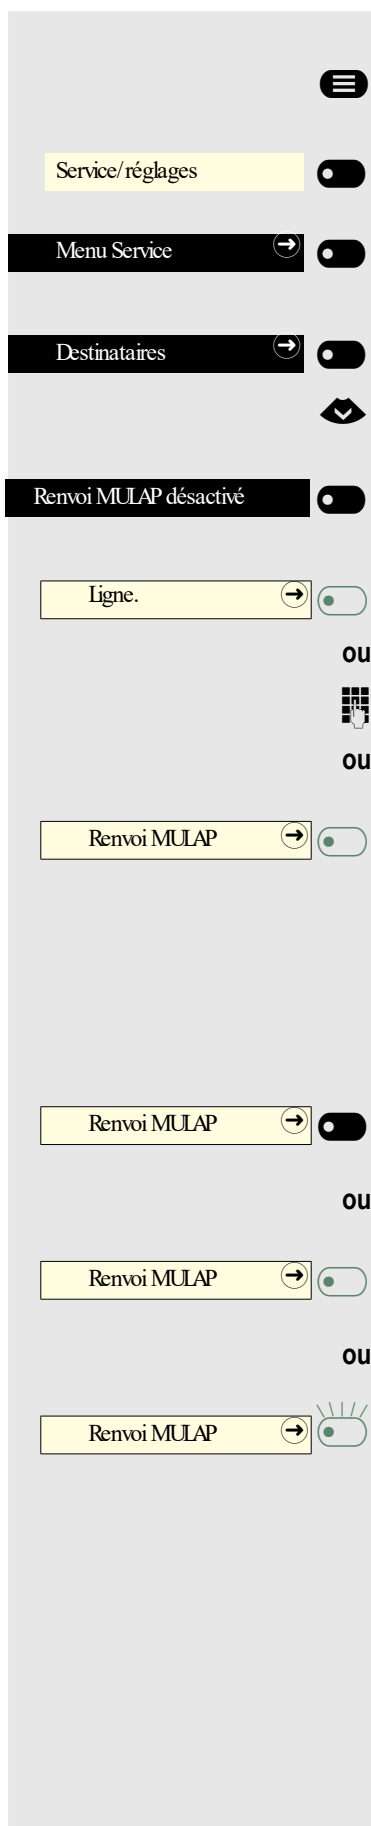 Service/réglages
Menu Service
Destinataires
Renvoi MULAP désactivé
Ligne.
ou
ou
Renvoi MULAP
Renvoi MULAP
ou
Renvoi MULAP
ou
Renvoi MULAP